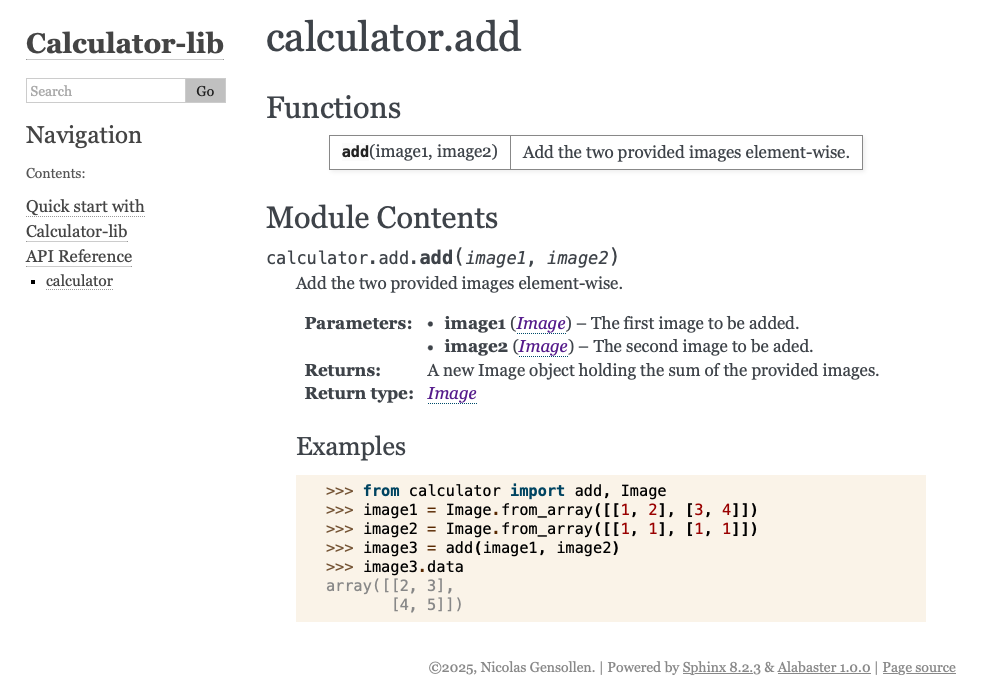 Calculator-lib
Search Go
Navigation
Contents:
Quick start with
Calculator-lib
API Reference
calculator
calculator.add
Functions
add(image1, image2) Add the two provided images element-wise.
Module Contents
calculator.add.add(image1, image2)
Add the two provided images element-wise.
Parameters: • image1 (Image) – The first image to be added.
• image2 (Image) – The second image to be aded.
Returns: A new Image object holding the sum of the provided images.
Return type: Image
Examples
>>> from calculator import add, Image
>>> image1 = Image.from_array([[1, 2], [3, 4]])
>>> image2 = Image.from_array([[1, 1], [1, 1]])
>>> image3 = add(image1, image2)
>>> image3.data
array([[2, 3],
[4, 5]])
©2025, Nicolas Gensollen. | Powered by Sphinx 8.2.3 & Alabaster 1.0.0 | Page source